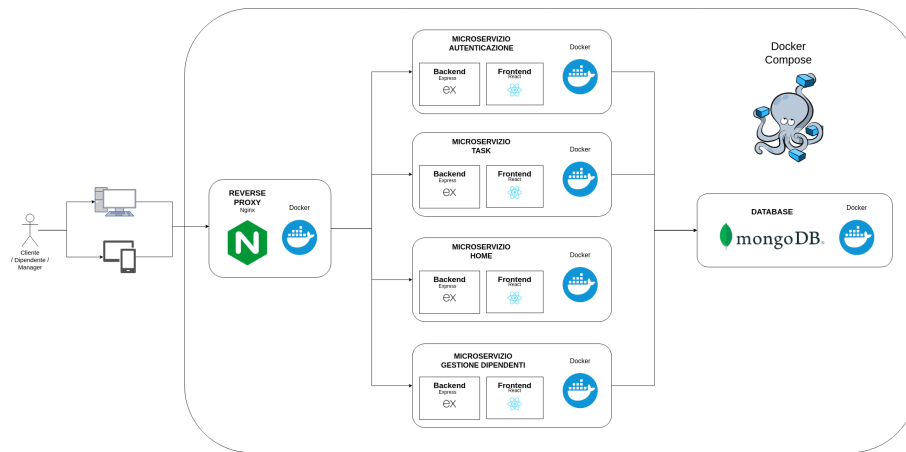 Cliente
/ Dipendente /
Manager
REVERSE
PROXY
Nginx
Docker
MICROSERVIZIO
AUTENTICAZIONE
Docker
Backend
Express
ex
Frontend
React
MICROSERVIZIO
TASK
Docker
Backend
Express
ex
Frontend
React
MICROSERVIZIO
HOME
Docker
Backend
Express
ex
Frontend
React
MICROSERVIZIO
GESTIONE DIPENDENTI
Docker
Backend
Express
ex
Frontend
React
Docker
Compose
DATABASE
Docker
mongoDB